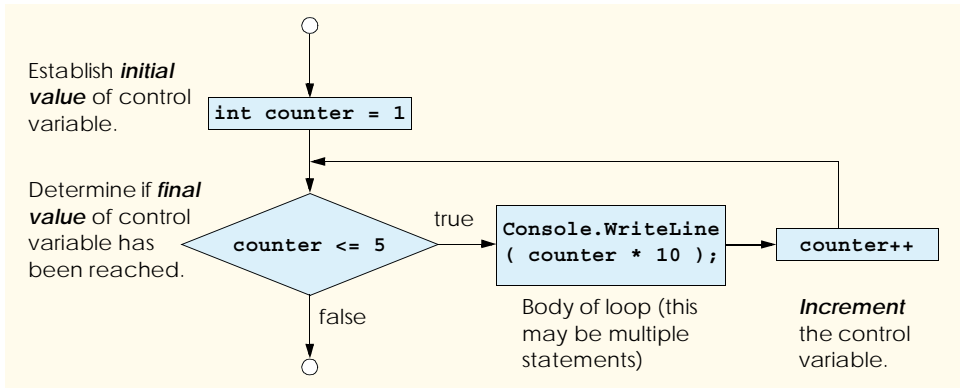 Establish initial
value of control
variable.
int counter = 1
Determine if final
value of control
variable has
been reached.
counter <= 5
true
false
Console.WriteLine
( counter * 10 );
Body of loop (this
may be multiple
statements)
counter++
Increment
the control
variable.